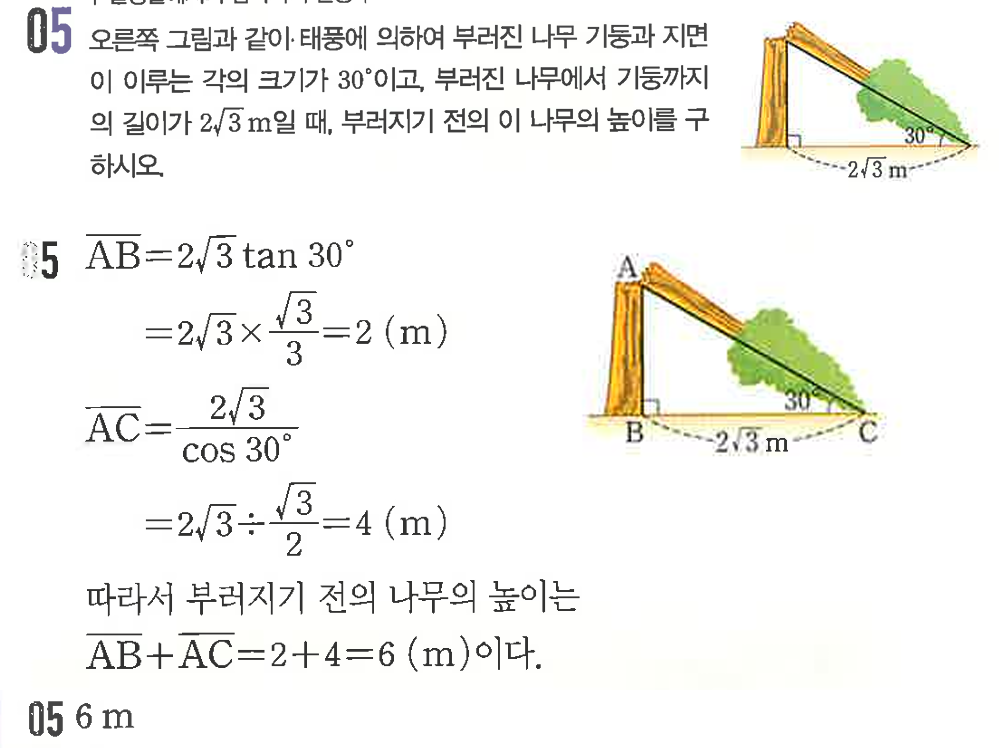 05 오른쪽 그림과 같이 태풍에 의하여 부러진 나무 기둥과 지면
이 이루는 각의 크기가 30°이고, 부러진 나무에서 기둥까지
의 길이가 2√3 m일 때, 부러지기 전의 이 나무의 높이를 구
하시오.
30°
2√3 m
05 AB=2√3 tan 30°
=2√3×√3/3=2 (m)
AC=2√3/cos 30°
=2√3÷√3/2=4 (m)
A
30°
B
2√3 m
C
따라서 부러지기 전의 나무의 높이는
AB+AC=2+4=6 (m)이다.
05 6 m